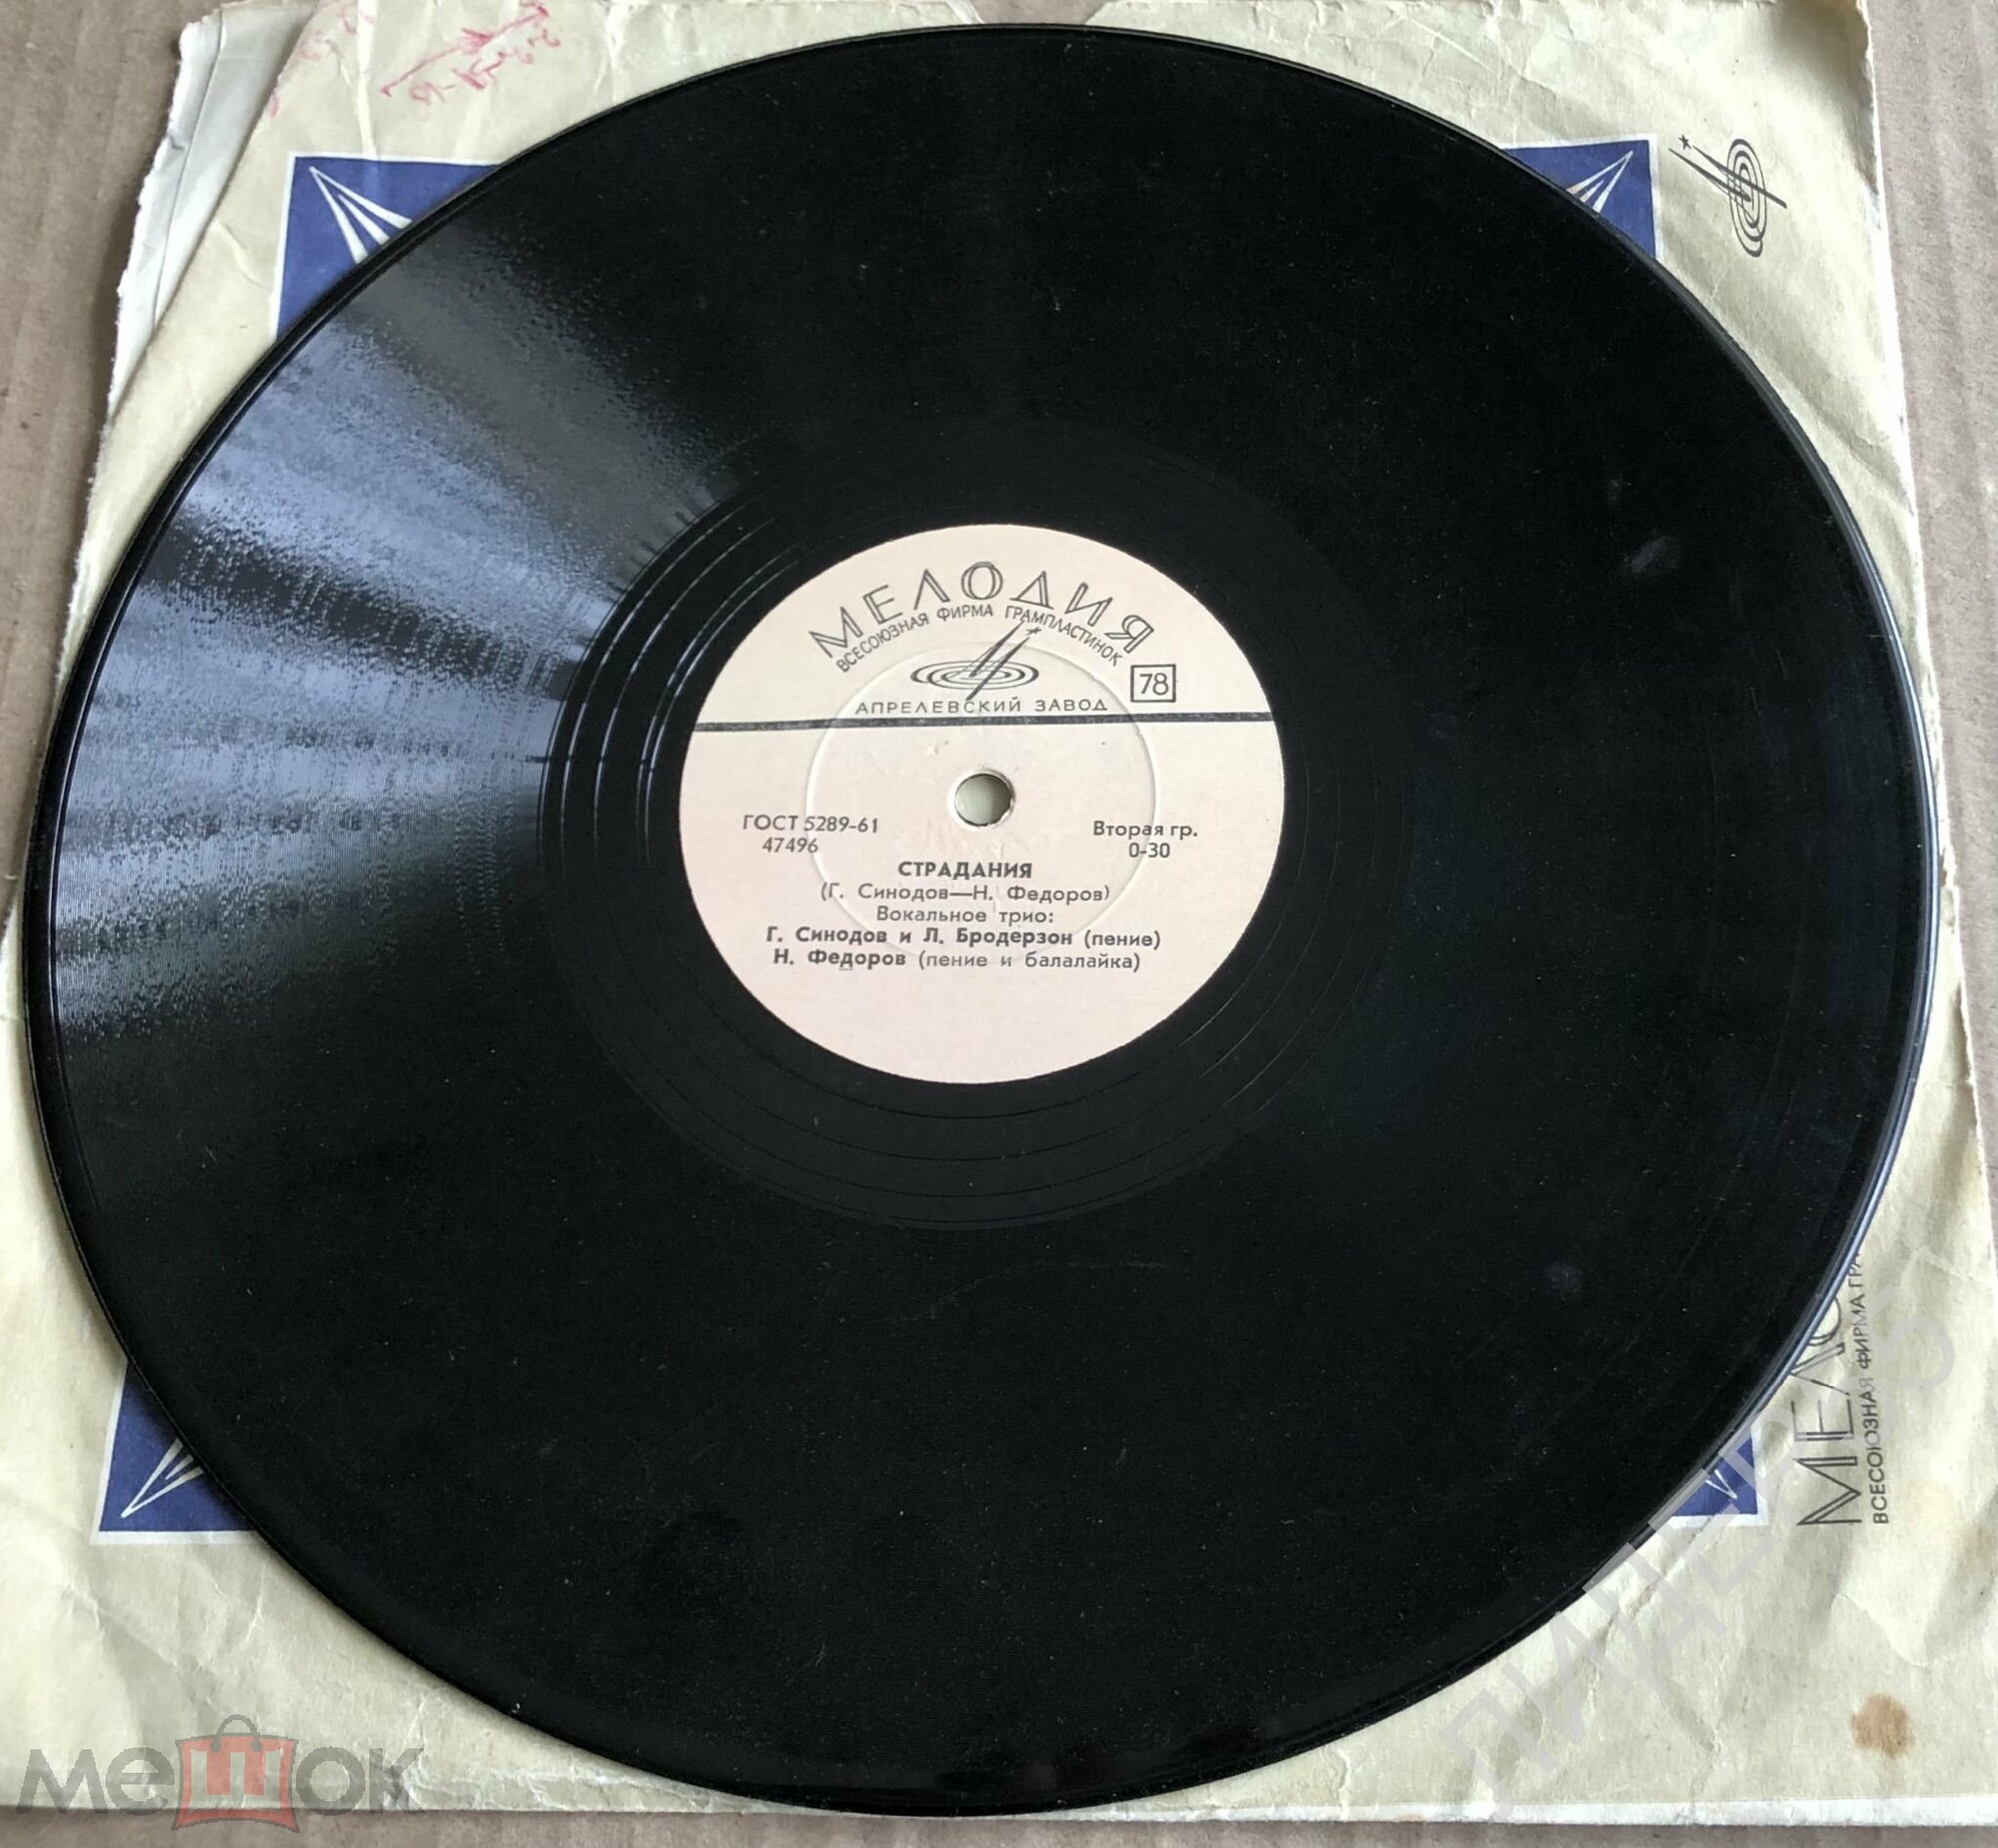 МЕЛОДИЯ
ВСЕСОЮЗНАЯ ФИРМА ГРАМПЛАСТИНОК
78
АПРЕЛЕВСКИЙ ЗАВОД
ГОСТ 5289-61
47496
Вторая гр.
0-30
СТРАДАНИЯ
(Г. Синодов—Н. Федоров)
Вокальное трио:
Г. Синодов и Л. Бродерзон (пение)
Н. Федоров (пение и балалайка)
МЕЛО
ВСЕСОЮЗНАЯ ФИРМА ГРА
мешок